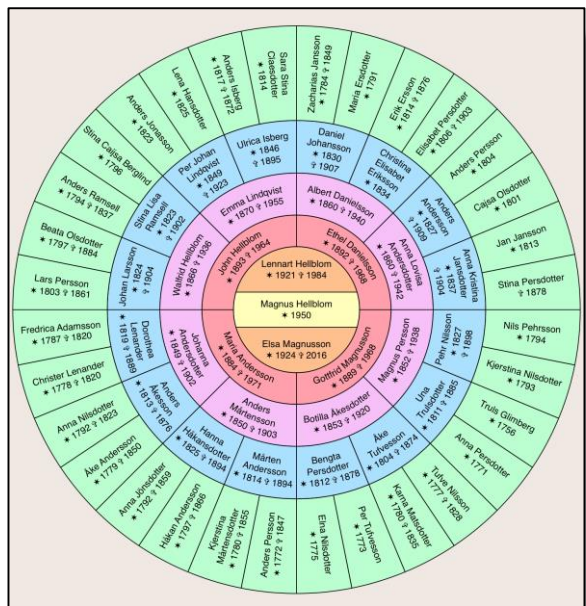 Magnus Hellblom
✶ 1950
Lennart Hellblom
✶ 1921 ✟ 1984
Elsa Magnusson
✶ 1924 ✟ 2016
John Hellblom
✶ 1893 ✟ 1964
Ethel Danielsson
✶ 1892 ✟ 1968
Gottfrid Magnusson
✶ 1889 ✟ 1968
Maria Andersson
✶ 1884 ✟ 1971
Walfrid Hellblom
✶ 1866 ✟ 1936
Emma Lindqvist
✶ 1870 ✟ 1955
Albert Danielsson
✶ 1860 ✟ 1940
Anna Lovisa
Andersdotter
✶ 1860 ✟ 1942
Magnus Persson
✶ 1852 ✟ 1938
Botilla Åkesdotter
✶ 1853 ✟ 1920
Anders
Mårtensson
✶ 1850 ✟ 1903
Johanna
Andersdotter
✶ 1849 ✟ 1902
Johan Larsson
✶ 1824
✟ 1904
Stina Lisa
Ramsell
✶ 1823
✟ 1902
Per Johan
Lindqvist
✶ 1849
✟ 1923
Ulrica Isberg
✶ 1846
✟ 1895
Daniel
Johansson
✶ 1830
✟ 1907
Christina
Elisabet
Eriksson
✶ 1834
Anders
Andersson
✶ 1827
✟ 1909
Anna Kristina
Jansdotter
✶ 1837
✟ 1904
Pehr Nilsson
✶ 1827
✟ 1898
Una
Trulsdotter
✶ 1811 ✟ 1885
Åke
Tufvesson
✶ 1804 ✟ 1874
Bengta
Persdotter
✶ 1812 ✟ 1878
Mårten
Andersson
✶ 1814 ✟ 1894
Hanna
Håkansdotter
✶ 1825 ✟ 1894
Anders
Åkesson
✶ 1813 ✟ 1876
Dorothea
Lenander
✶ 1819 ✟ 1889
Lars Persson
✶ 1803 ✟ 1861
Beata Olsdotter
✶ 1797 ✟ 1884
Anders Ramsell
✶ 1794 ✟ 1837
Stina Cajsa Berglind
✶ 1796
Anders Jonasson
✶ 1823
Lena Hansdotter
✶ 1825
Anders Isberg
✶ 1817 ✟ 1872
Sara Stina
Claesdotter
✶ 1814
Zacharias Jansson
✶ 1784 ✟ 1849
Maria Ersdotter
✶ 1791
Erik Ersson
✶ 1814 ✟ 1876
Elisabet Persdotter
✶ 1806 ✟ 1903
Anders Persson
✶ 1804
Cajsa Olsdotter
✶ 1801
Jan Jansson
✶ 1813
Stina Persdotter
✟ 1878
Nils Pehrsson
✶ 1794
Kjerstina Nilsdotter
✶ 1793
Truls Glimberg
✶ 1756
Anna Persdotter
✶ 1771
Tufve Nilsson
✶ 1777 ✟ 1828
Karna Matsdotter
✶ 1780 ✟ 1835
Per Tufvesson
✶ 1773
Elna Nilsdotter
✶ 1775
Anders Persson
✶ 1772 ✟ 1847
Kjerstina
Mårtensdotter
✶ 1780 ✟ 1855
Håkan Andersson
✶ 1797 ✟ 1866
Anna Jönsdotter
✶ 1792 ✟ 1859
Åke Andersson
✶ 1779 ✟ 1850
Anna Nilsdotter
✶ 1792 ✟ 1823
Christer Lenander
✶ 1778 ✟ 1820
Fredrica Adamsson
✶ 1787 ✟ 1820